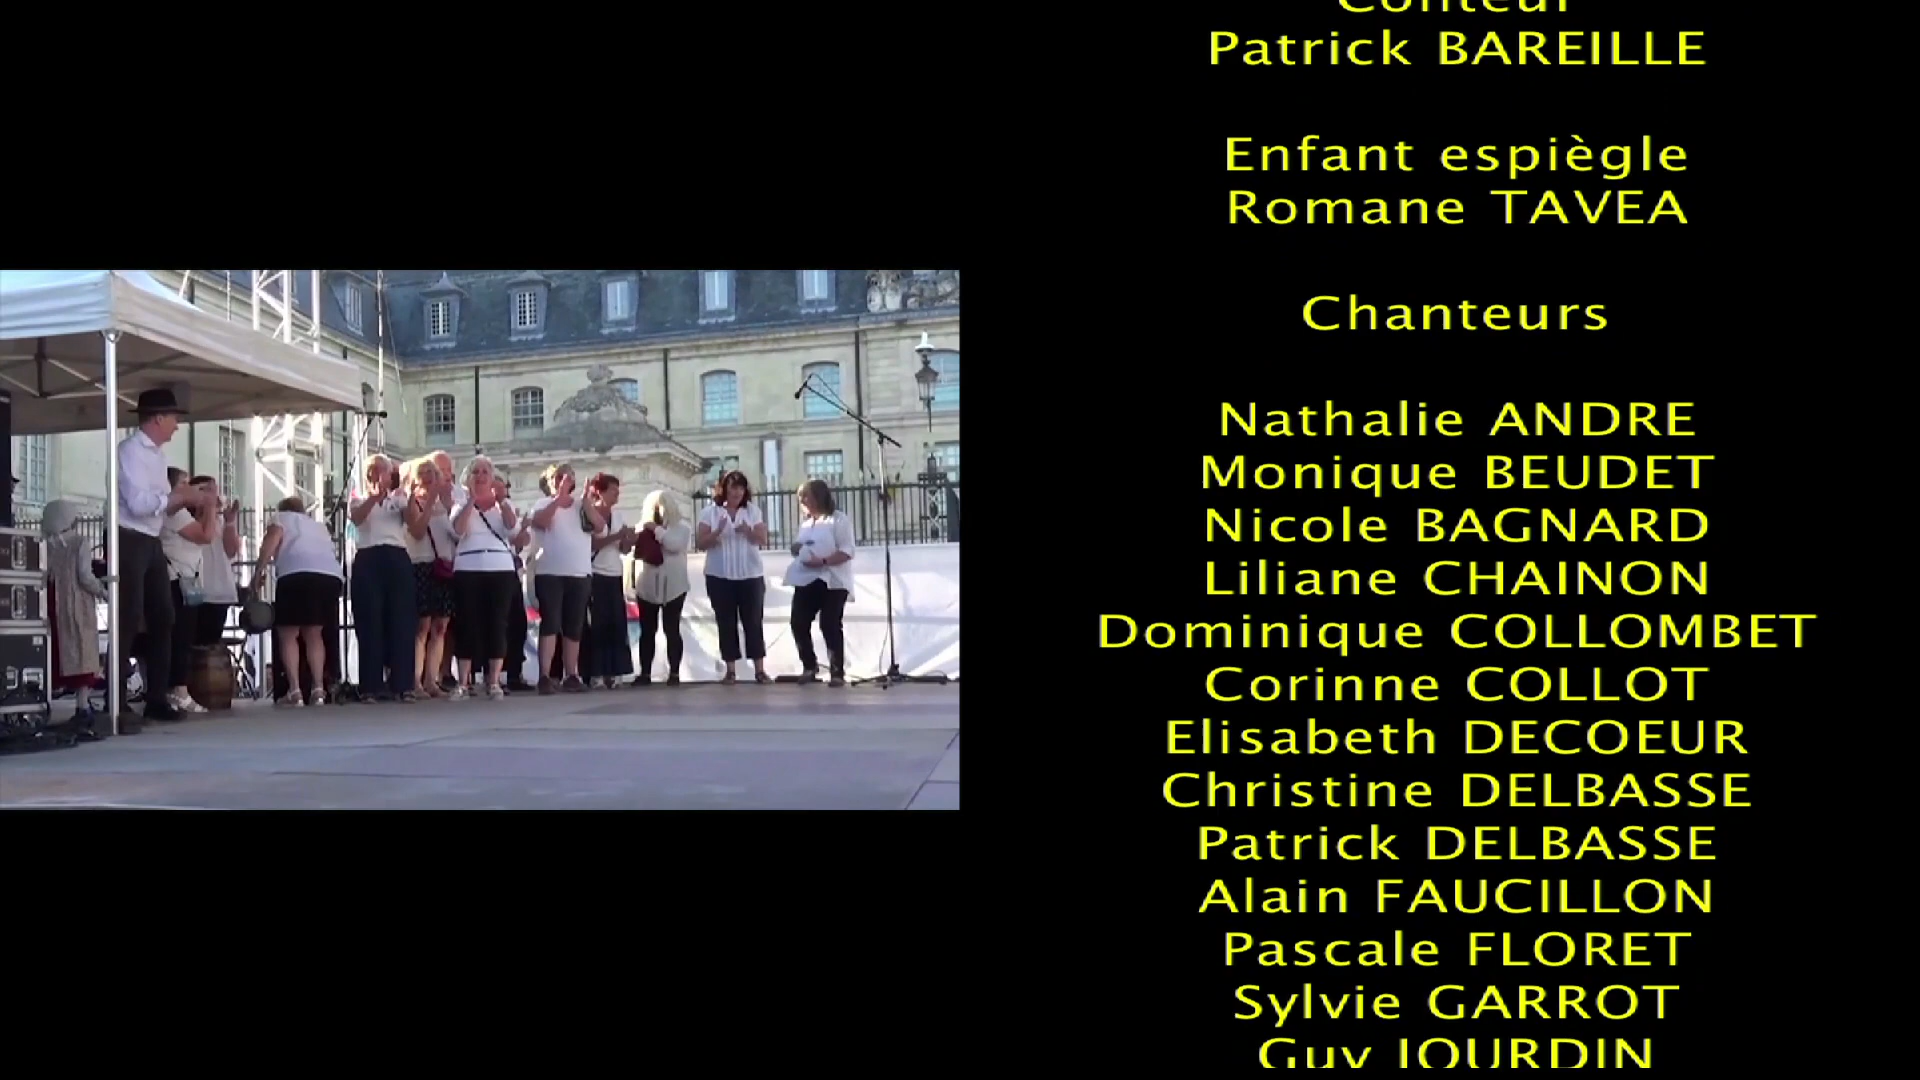 Conteur
Patrick BAREILLE
Enfant espiègle
Romane TAVEA
Chanteurs
Nathalie ANDRE
Monique BEUDET
Nicole BAGNARD
Liliane CHAINON
Dominique COLLOMBET
Corinne COLLOT
Elisabeth DECOEUR
Christine DELBASSE
Patrick DELBASSE
Alain FAUCILLON
Pascale FLORET
Sylvie GARROT
Guy JOURDIN